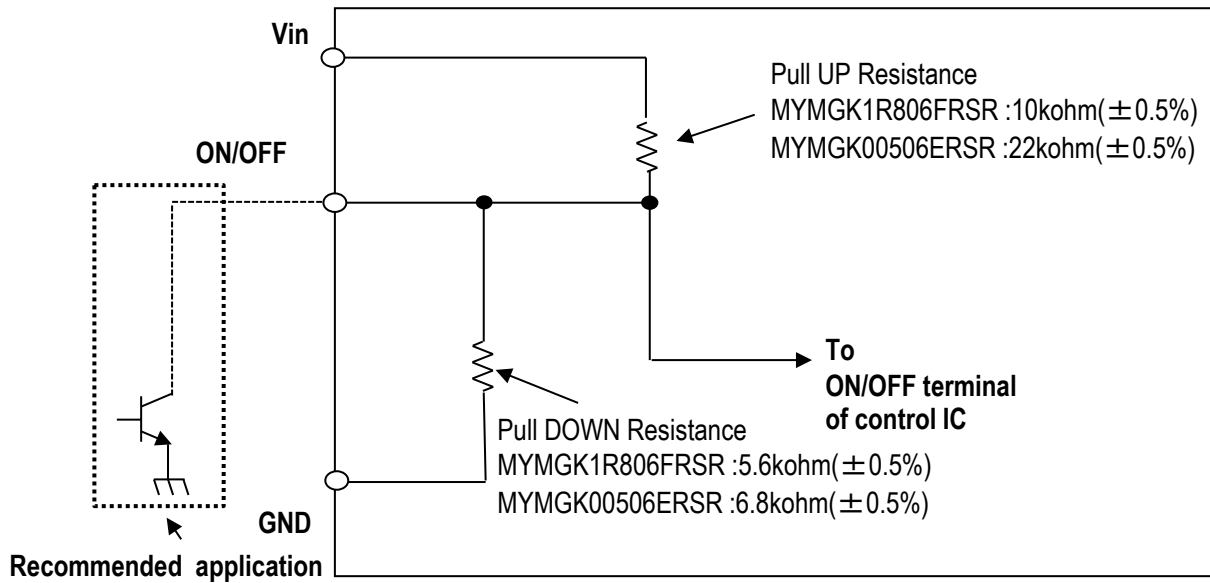 Vin
Pull UP Resistance
MYMGK1R806FRSR :10kohm(±0.5%)
MYMGK00506ERSR :22kohm(±0.5%)
ON/OFF
To
ON/OFF terminal
of control IC
Pull DOWN Resistance
MYMGK1R806FRSR :5.6kohm(±0.5%)
MYMGK00506ERSR :6.8kohm(±0.5%)
GND
Recommended application